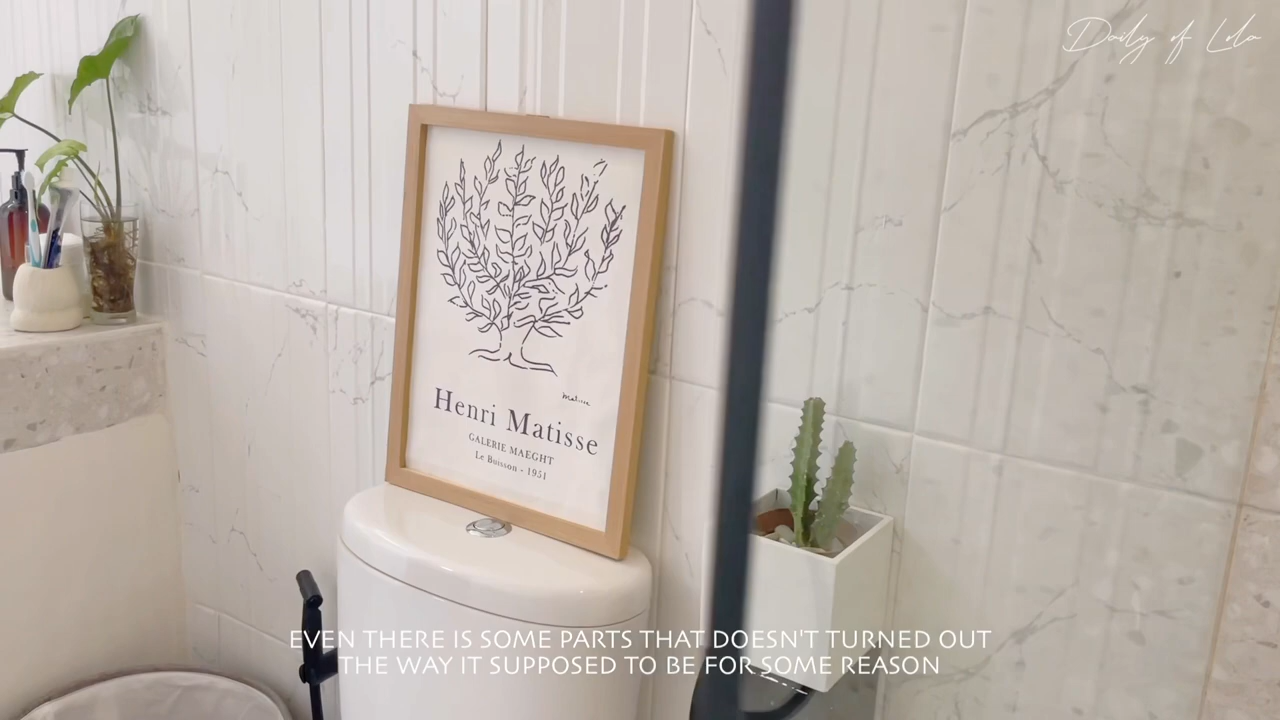 Daily of Lola
Matisse
Henri Matisse
GALERIE MAEGHT
Le Buisson - 1951
EVEN THERE IS SOME PARTS THAT DOESN'T TURNED OUT
THE WAY IT SUPPOSED TO BE FOR SOME REASON